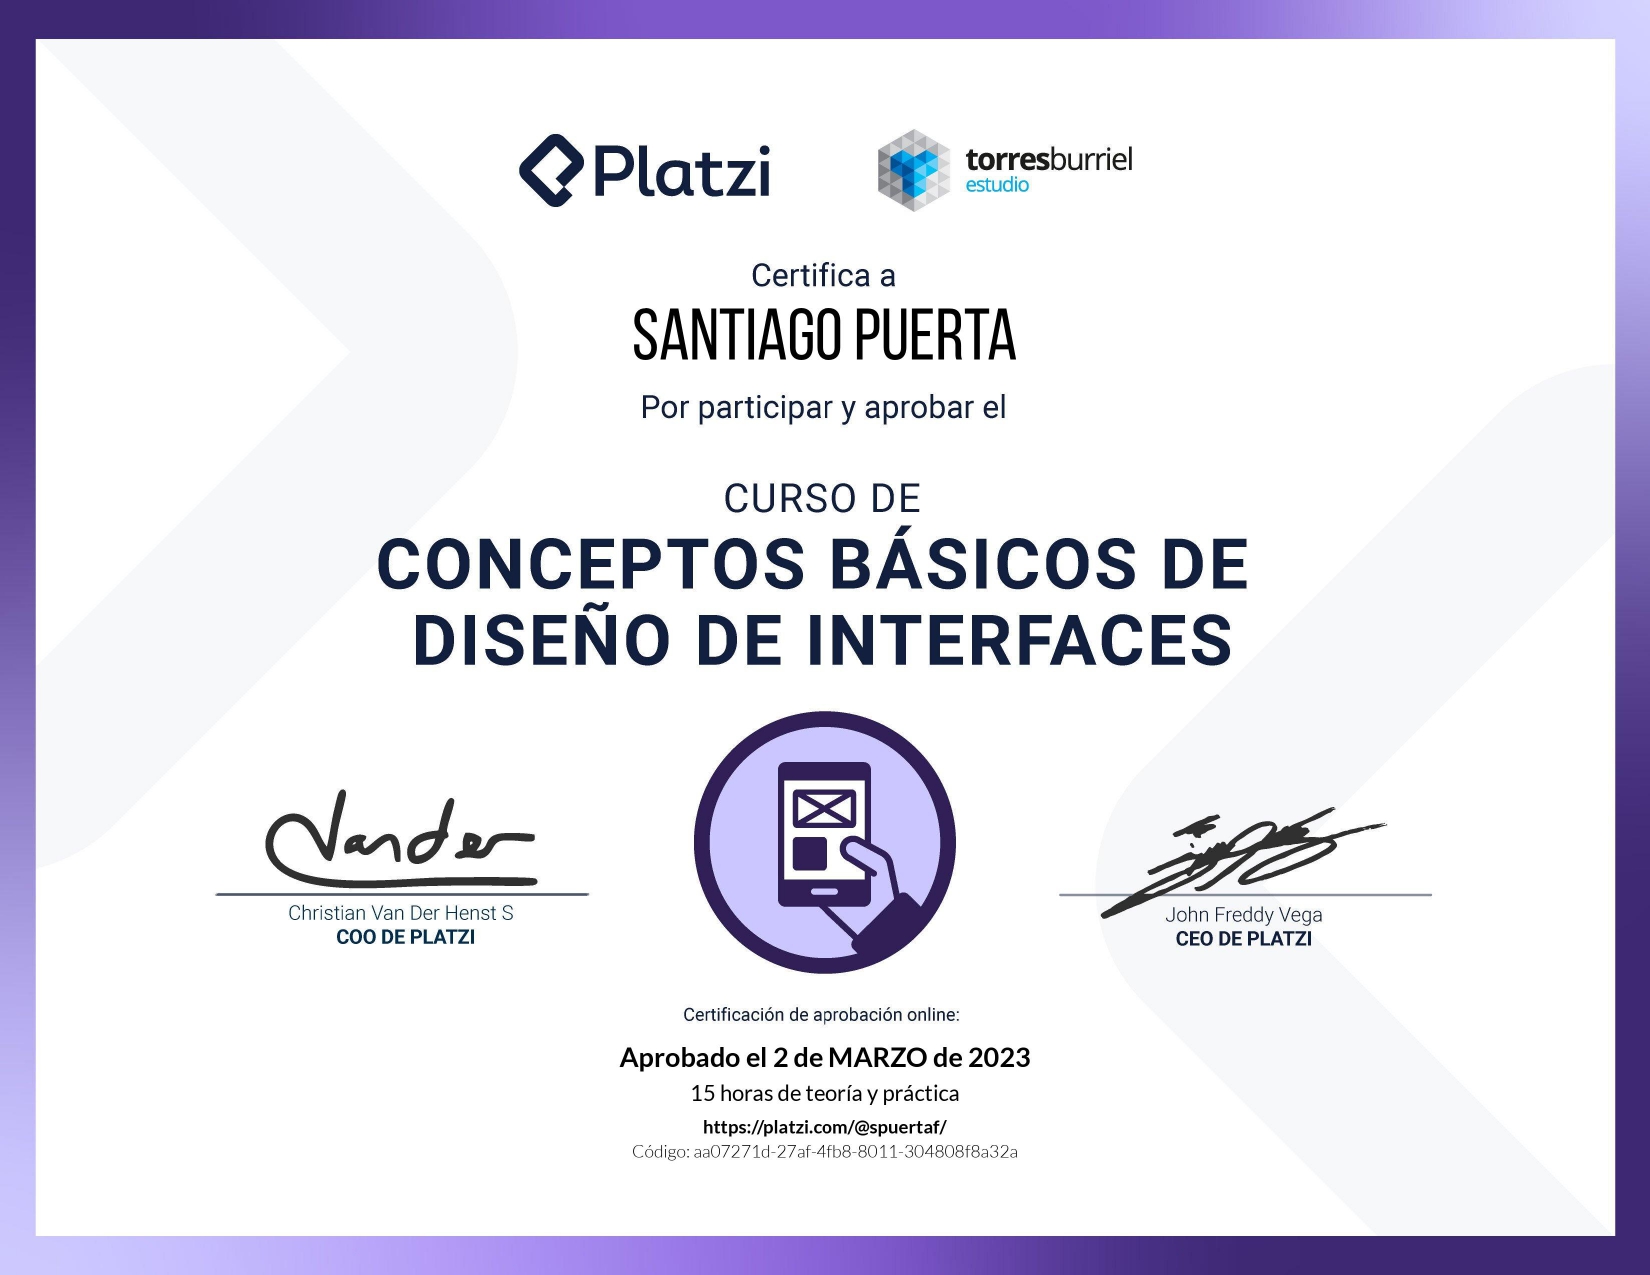 Platzi
torresburriel
estudio
Certifica a
SANTIAGO PUERTA
Por participar y aprobar el
CURSO DE
CONCEPTOS BÁSICOS DE
DISEÑO DE INTERFACES
Vander
Christian Van Der Henst S
COO DE PLATZI
John Freddy Vega
CEO DE PLATZI
Certificación de aprobación online:
Aprobado el 2 de MARZO de 2023
15 horas de teoría y práctica
https://platzi.com/@spuertaf/
Código: aa07271d-27af-4fb8-8011-304808f8a32a